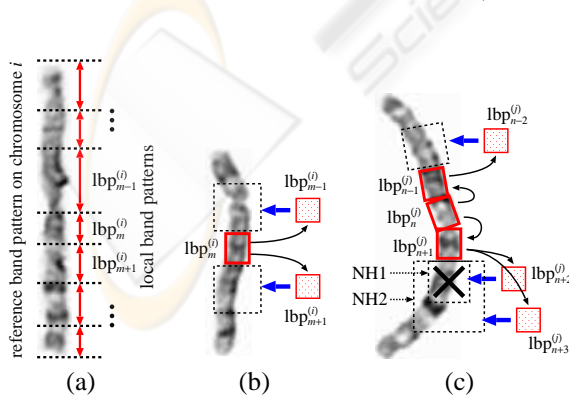 Scie
reference band pattern on chromosome i
local band patterns
lbp_{m-1}^{(i)}
lbp_m^{(i)}
lbp_{m+1}^{(i)}
(a)
lbp_{m-1}^{(i)}
lbp_m^{(i)}
lbp_{m+1}^{(i)}
(b)
lbp_{n-2}^{(j)}
lbp_{n-1}^{(j)}
lbp_n^{(j)}
lbp_{n+1}^{(j)}
NH1
NH2
lbp_{n+2}^{(j)}
lbp_{n+3}^{(j)}
(c)